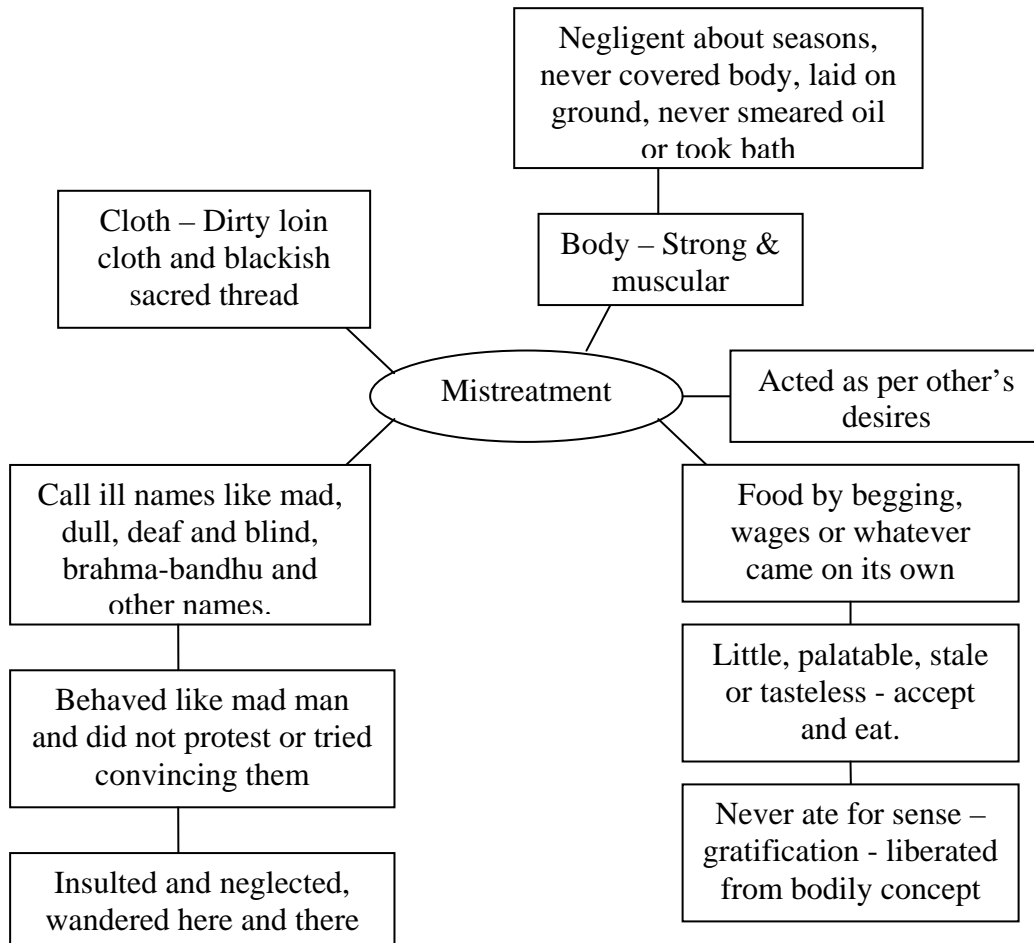 Negligent about seasons,
never covered body, laid on
ground, never smeared oil
or took bath
Cloth – Dirty loin
cloth and blackish
sacred thread
Body – Strong &
muscular
Mistreatment
Acted as per other’s
desires
Call ill names like mad,
dull, deaf and blind,
brahma-bandhu and
other names.
Food by begging,
wages or whatever
came on its own
Behaved like mad man
and did not protest or tried
convincing them
Little, palatable, stale
or tasteless - accept
and eat.
Insulted and neglected,
wandered here and there
Never ate for sense –
gratification - liberated
from bodily concept